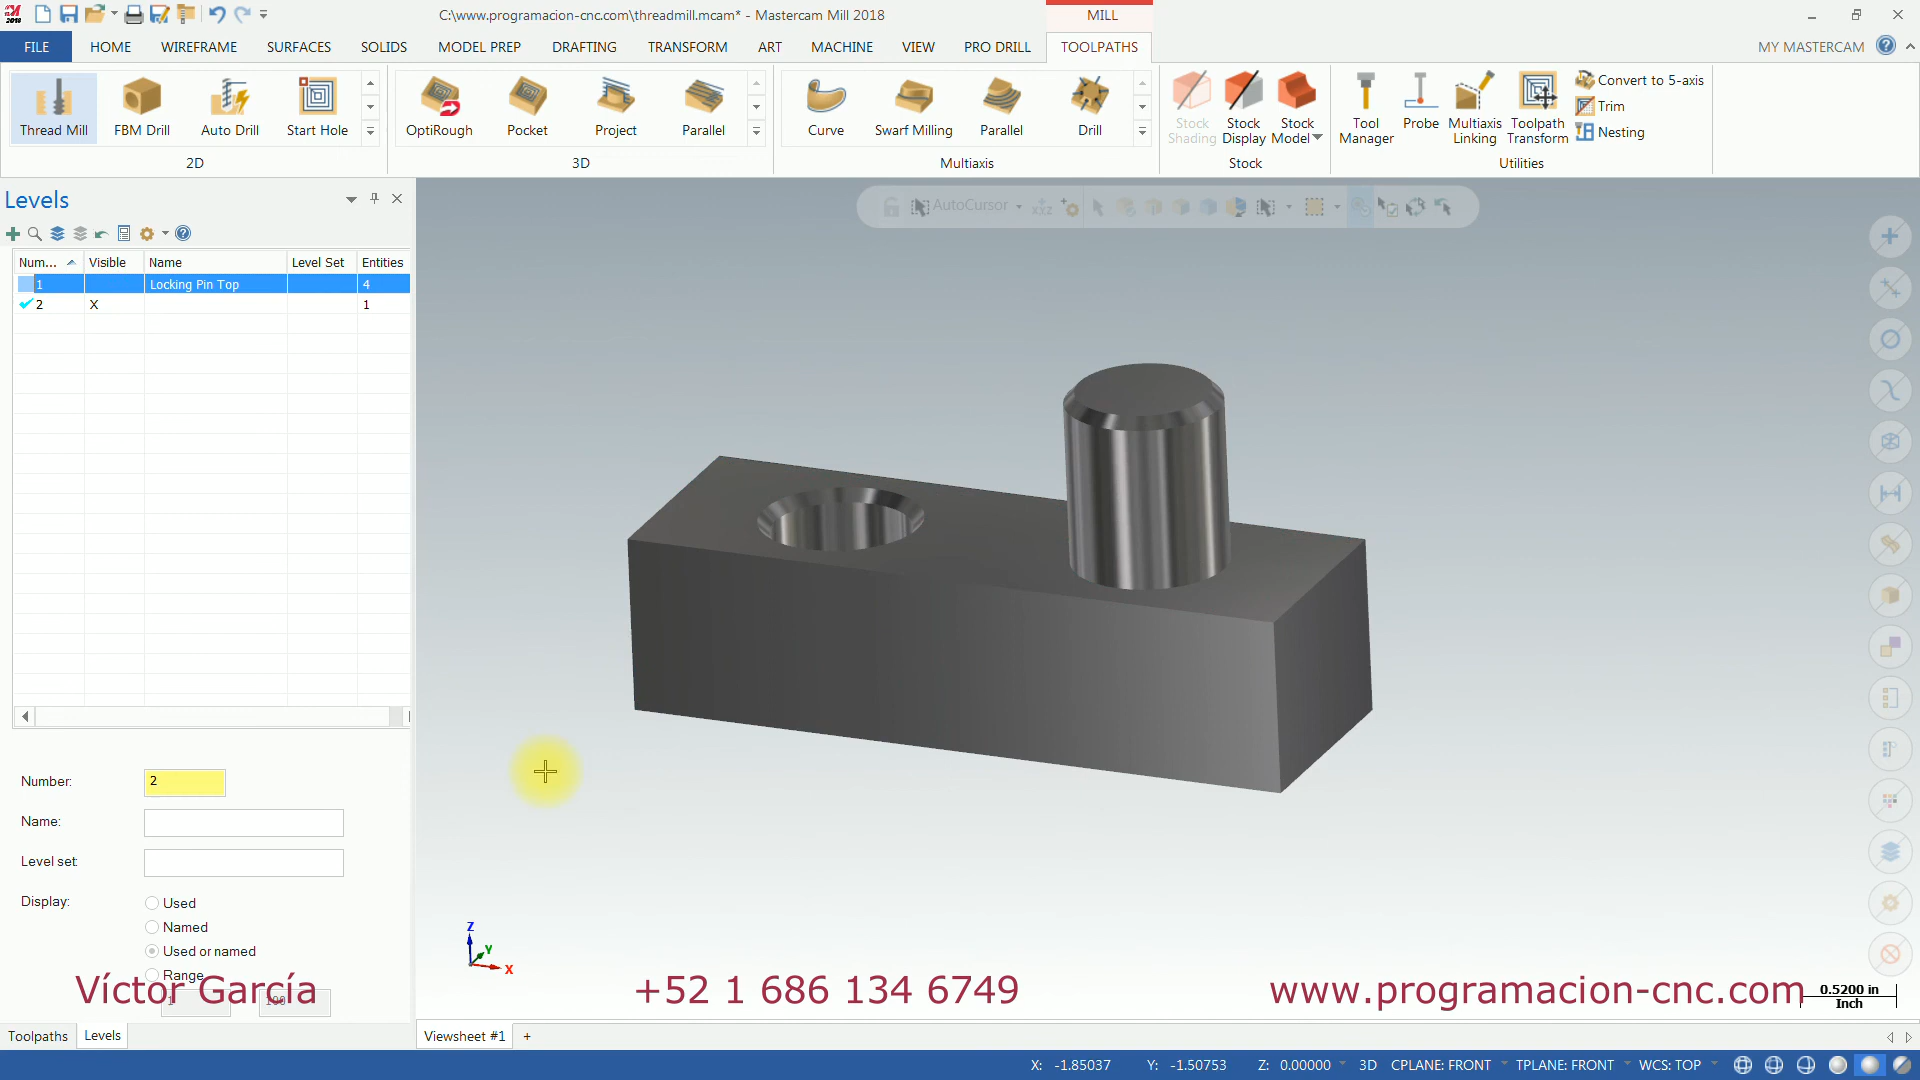 C:\www.programacion-cnc.com\threadmill.mcam* - Mastercam Mill 2018
MILL
FILE HOME WIREFRAME SURFACES SOLIDS MODEL PREP DRAFTING TRANSFORM ART MACHINE VIEW PRO DRILL TOOLPATHS MY MASTERCAM
Thread Mill FBM Drill Auto Drill Start Hole
2D
OptiRough Pocket Project Parallel
3D
Curve Swarf Milling Parallel Drill
Multiaxis
Stock Shading Stock Display Stock Model
Stock
Tool Manager Probe Multiaxis Linking Toolpath Transform
Convert to 5-axis
Trim
Nesting
Utilities
Levels
AutoCursor
Num... Visible Name Level Set Entities
1 Locking Pin Top 4
2 X 1
Number: 2
Name:
Level set:
Display:
Used
Named
Used or named
Range
1 100
Z
Y
X
Víctor García +52 1 686 134 6749 www.programacion-cnc.com
0.5200 in
Inch
Toolpaths Levels
Viewsheet #1 +
X: -1.85037 Y: -1.50753 Z: 0.00000 3D CPLANE: FRONT TPLANE: FRONT WCS: TOP